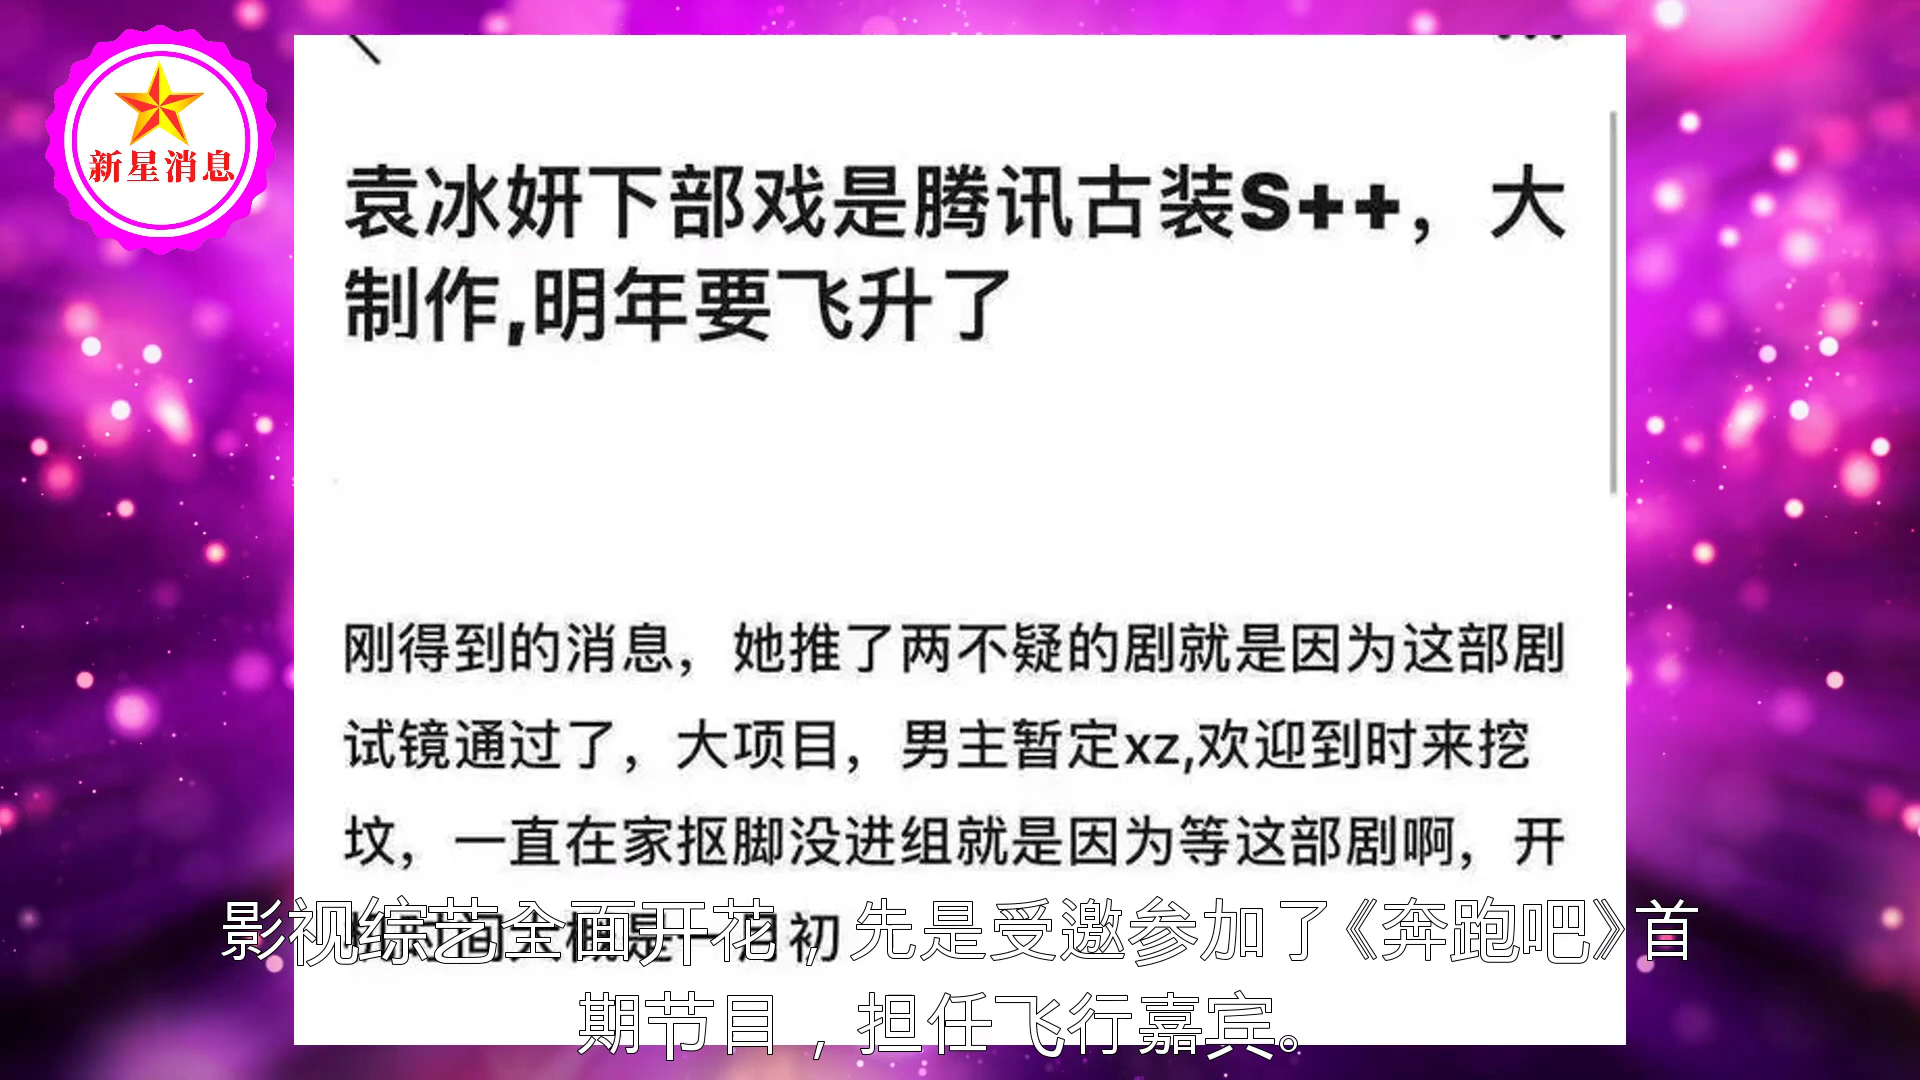 新星消息
袁冰妍下部戏是腾讯古装S++，大
制作,明年要飞升了
刚得到的消息，她推了两不疑的剧就是因为这部剧
试镜通过了，大项目，男主暂定xz,欢迎到时来挖
坟，一直在家抠脚没进组就是因为等这部剧啊，开
月初
影视综艺全面开花，先是受邀参加了《奔跑吧》首
期节目，担任飞行嘉宾。